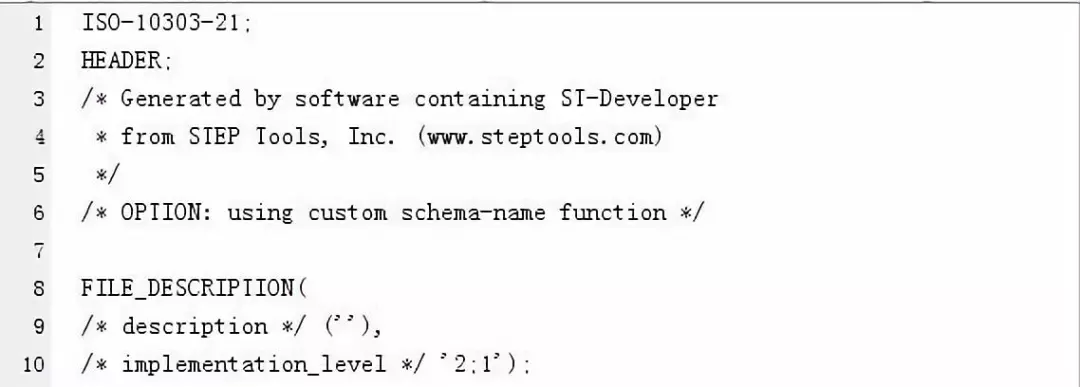 1 ISO-10303-21;
2 HEADER;
3 /* Generated by software containing ST-Developer
4  * from STEP Tools, Inc. (www.steptools.com)
5  */
6 /* OPTION: using custom schema-name function */
7
8 FILE_DESCRIPTION(
9 /* description */ (''),
10 /* implementation_level */ '2;1');